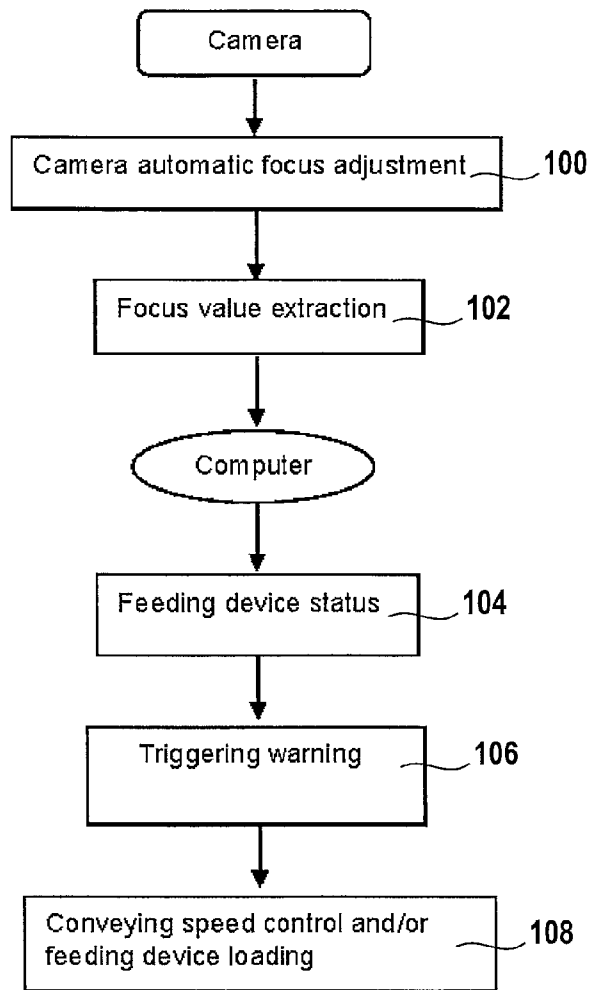 Camera
Camera automatic focus adjustment 100
Focus value extraction 102
Computer
Feeding device status 104
Triggering warning 106
Conveying speed control and/or
feeding device loading 108